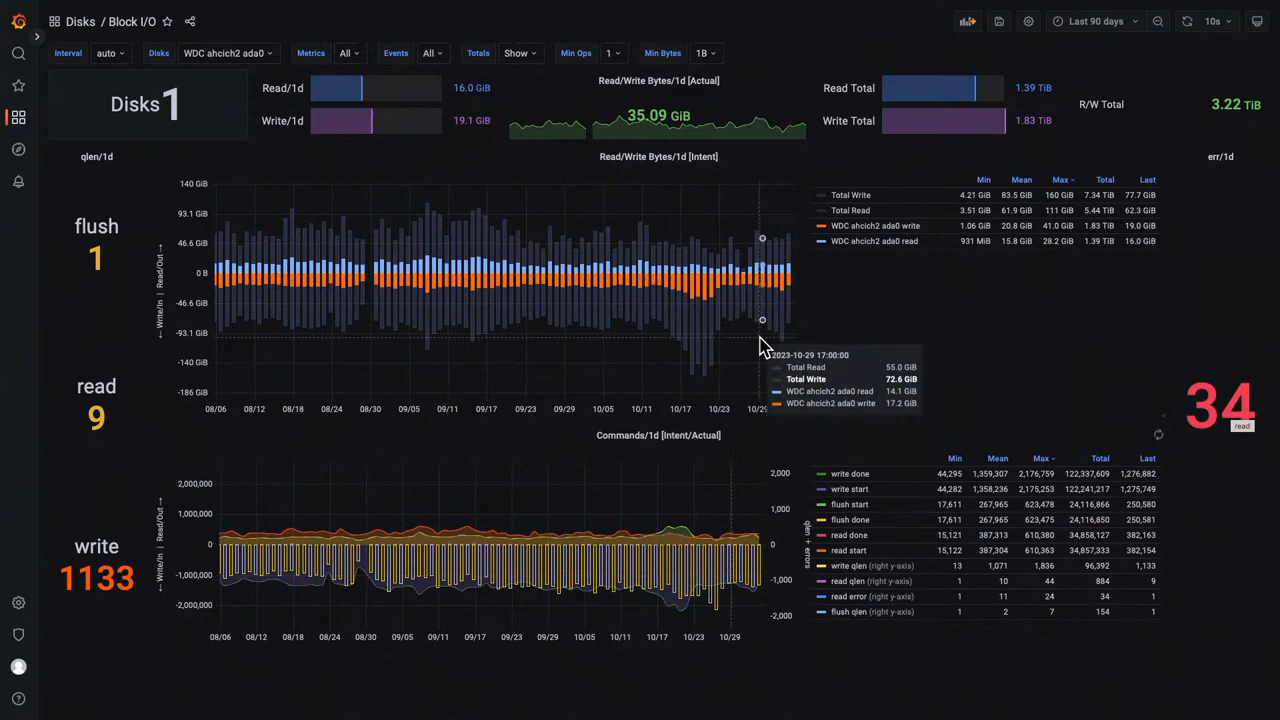 Disks / Block I/O
Last 90 days
10s
Interval auto Disks WDC ahcich2 ada0 Metrics All Events All Totals Show Min Ops 1 Min Bytes 1B
Disks 1
Read/1d 16.0 GiB
Write/1d 19.1 GiB
Read/Write Bytes/1d [Actual]
35.09 GiB
Read Total 1.39 TiB
Write Total 1.83 TiB
R/W Total 3.22 TiB
qlen/1d
flush
1
read
9
write
1133
Read/Write Bytes/1d [Intent]
← Write/In | Read/Out →
140 GiB
93.1 GiB
46.6 GiB
0 B
-46.6 GiB
-93.1 GiB
-140 GiB
-186 GiB
08/06 08/12 08/18 08/24 08/30 09/05 09/11 09/17 09/23 09/29 10/05 10/11 10/17 10/23 10/29
2023-10-29 17:00:00
Total Read 55.0 GiB
Total Write 72.6 GiB
WDC ahcich2 ada0 read 14.1 GiB
WDC ahcich2 ada0 write 17.2 GiB
Min Mean Max Total Last
Total Write 4.21 GiB 83.5 GiB 160 GiB 7.34 TiB 77.7 GiB
Total Read 3.51 GiB 61.9 GiB 111 GiB 5.44 TiB 62.3 GiB
WDC ahcich2 ada0 write 1.06 GiB 20.8 GiB 41.0 GiB 1.83 TiB 19.0 GiB
WDC ahcich2 ada0 read 931 MiB 15.8 GiB 28.2 GiB 1.39 TiB 16.0 GiB
err/1d
34
read
Commands/1d [Intent/Actual]
← Write/In | Read/Out →
2,000,000
1,000,000
0
-1,000,000
-2,000,000
2,000
1,000
0
-1,000
-2,000
qlen + errors
08/06 08/12 08/18 08/24 08/30 09/05 09/11 09/17 09/23 09/29 10/05 10/11 10/17 10/23 10/29
Min Mean Max Total Last
write done 44,295 1,359,307 2,176,759 122,337,609 1,276,882
write start 44,282 1,358,236 2,175,253 122,241,217 1,275,749
flush start 17,611 267,965 623,478 24,116,866 250,580
flush done 17,611 267,965 623,475 24,116,850 250,581
read done 15,121 387,313 610,380 34,858,127 382,163
read start 15,122 387,304 610,363 34,857,333 382,154
write qlen (right y-axis) 13 1,071 1,836 96,392 1,133
read qlen (right y-axis) 1 10 44 884 9
read error (right y-axis) 1 11 24 34 1
flush qlen (right y-axis) 1 2 7 154 1